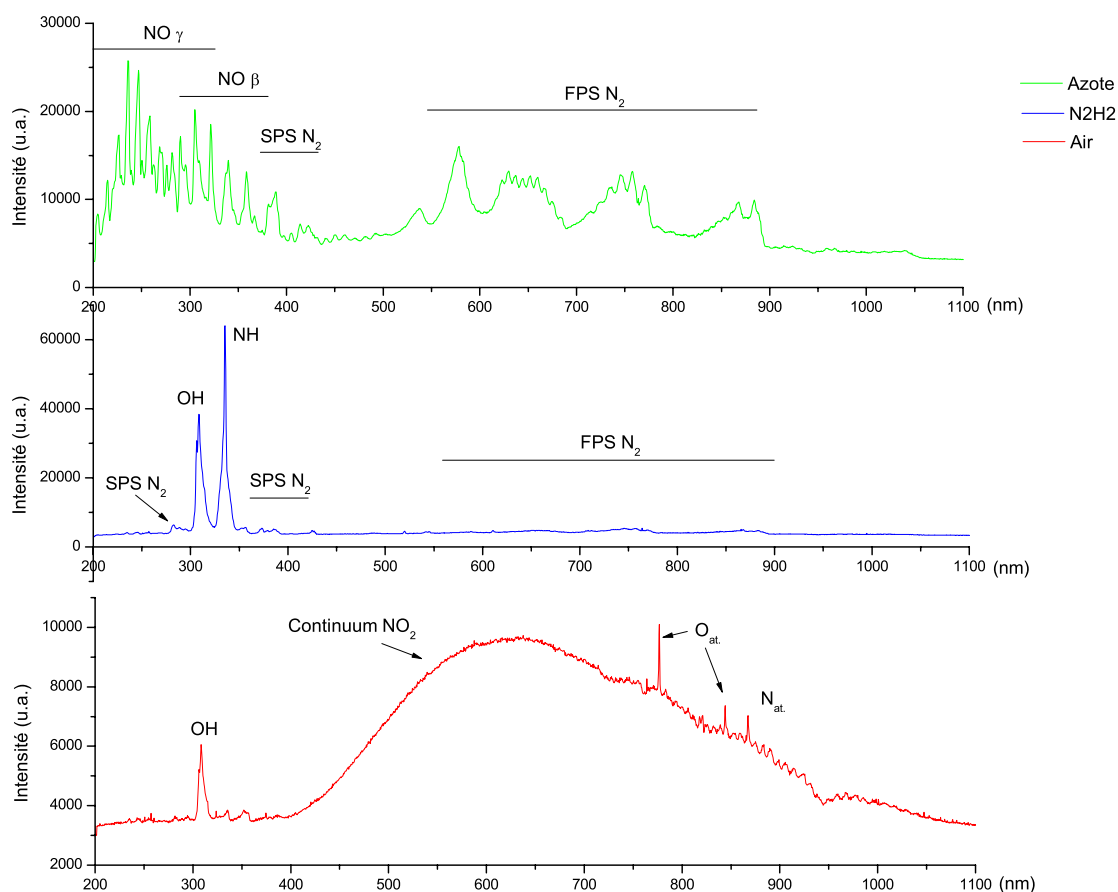 30000
20000
10000
0
Intensité (u.a.)
NO γ
NO β
SPS N2
FPS N2
Azote
N2H2
Air
200 300 400 500 600 700 800 900 1000 1100 (nm)
60000
40000
20000
0
Intensité (u.a.)
NH
OH
SPS N2
SPS N2
FPS N2
200 300 400 500 600 700 800 900 1000 1100 (nm)
10000
8000
6000
4000
2000
Intensité (u.a.)
Continuum NO2
O at.
N at.
OH
200 300 400 500 600 700 800 900 1000 1100 (nm)